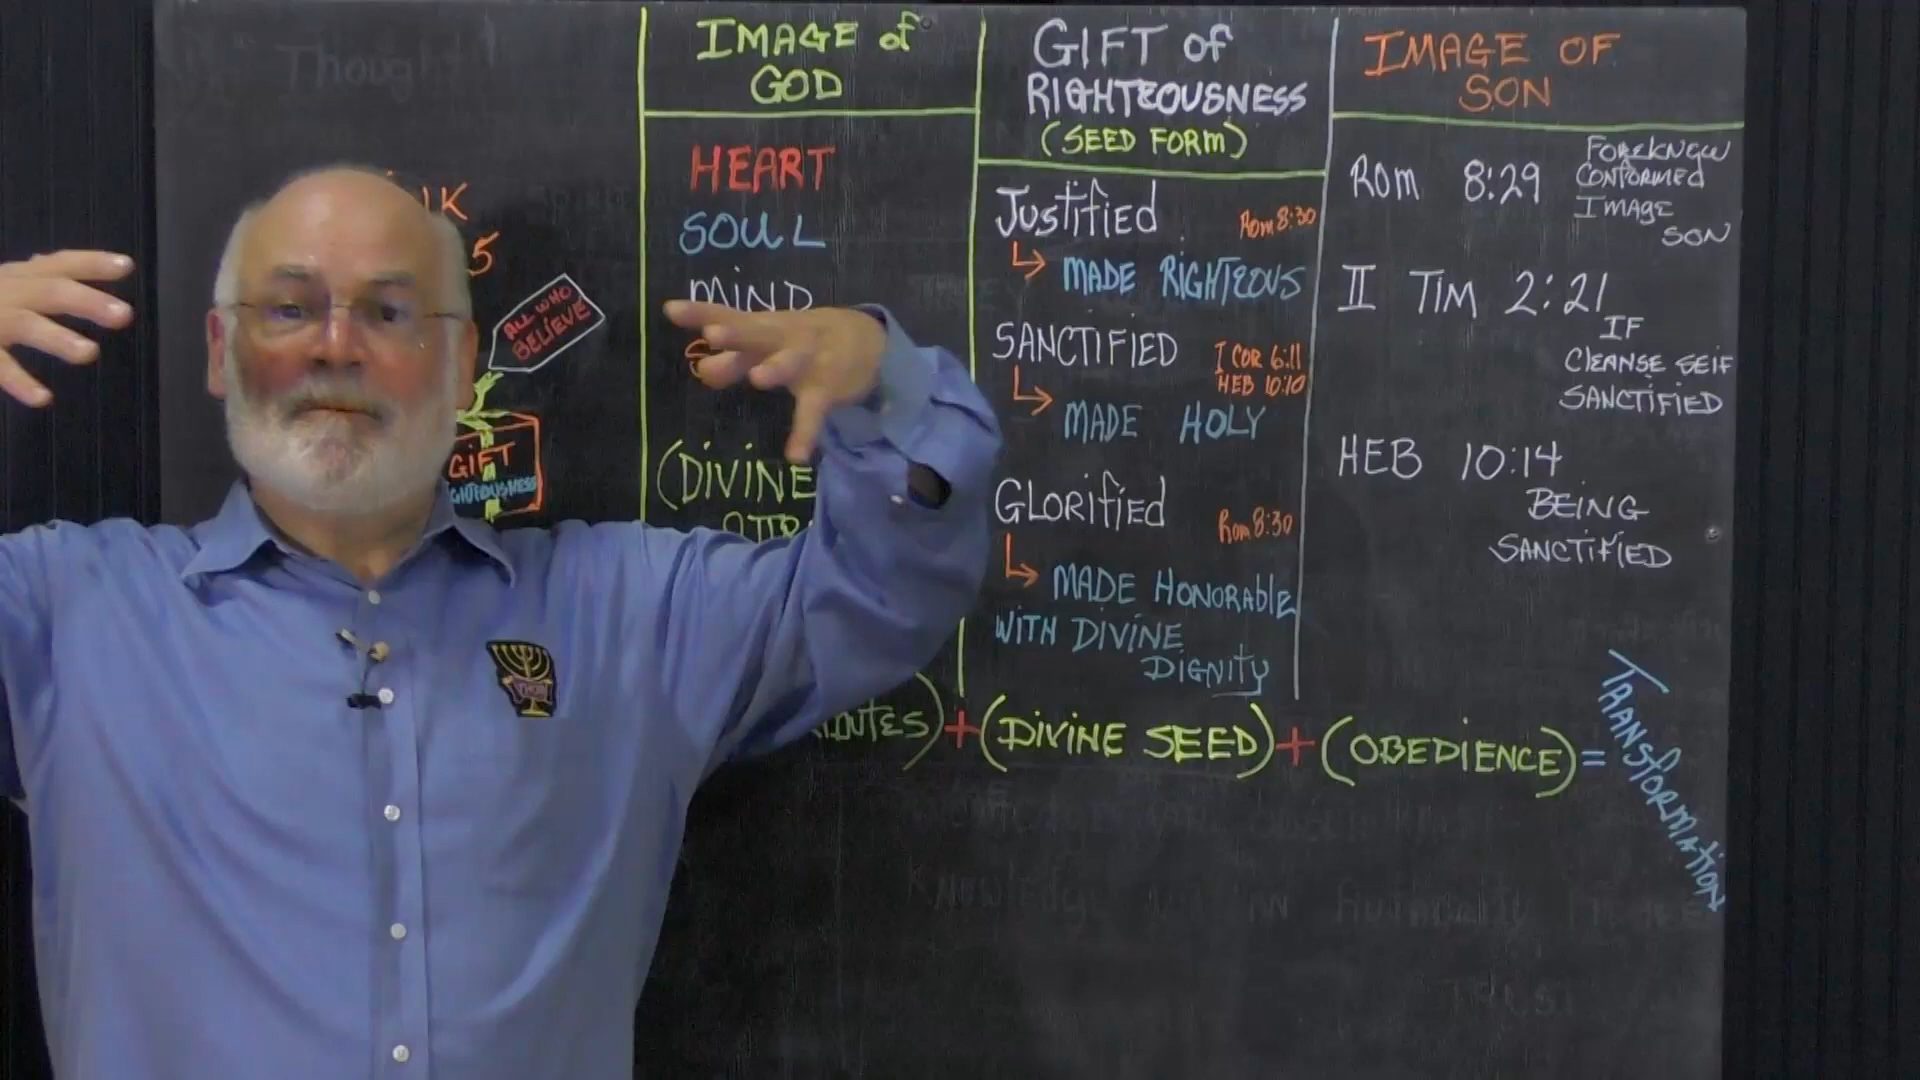 Thought
5
ALL WHO
BELIEVE
GIFT
IMAGE of
GOD
HEART
SOUL
MIND
(DIVINE
GIFT of
RIGHTEOUSNESS
(SEED FORM)
Justified Rom 8:30
MADE RIGHTEOUS
SANCTIFIED I COR 6:11
HEB 10:10
MADE HOLY
GLorified Rom 8:30
MADE HONORABLE
WITH DIVINE
DIGNITY
IMAGE OF
SON
Rom 8:29 FOREKNEW
CONFORMED
IMAGE
SON
II TIM 2:21
IF
CLEANSE SELF
SANCTIFIED
HEB 10:14
BEING
SANCTIFIED
+ (DIVINE SEED) + (OBEDIENCE) = TRANSFORMATION